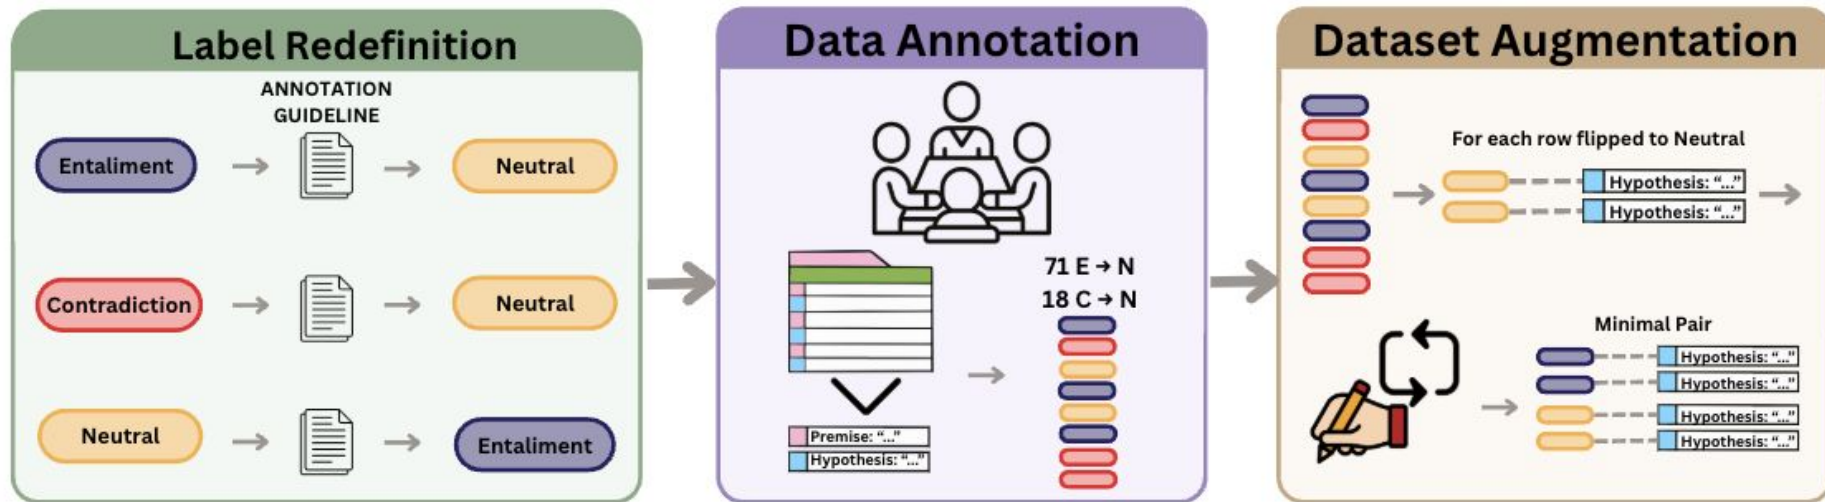 Label Redefinition
ANNOTATION
GUIDELINE
Entaliment
Neutral
Contradiction
Neutral
Neutral
Entaliment
Data Annotation
71 E → N
18 C → N
Premise: “...”
Hypothesis: “...”
Dataset Augmentation
For each row flipped to Neutral
Hypothesis: “...”
Hypothesis: “...”
Minimal Pair
Hypothesis: “...”
Hypothesis: “...”
Hypothesis: “...”
Hypothesis: “...”